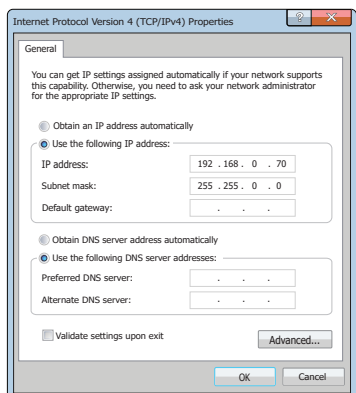 Internet Protocol Version 4 (TCP/IPv4) Properties
General
You can get IP settings assigned automatically if your network supports
this capability. Otherwise, you need to ask your network administrator
for the appropriate IP settings.
Obtain an IP address automatically
Use the following IP address:
IP address: 192 . 168 . 0 . 70
Subnet mask: 255 . 255 . 0 . 0
Default gateway: . . .
Obtain DNS server address automatically
Use the following DNS server addresses:
Preferred DNS server: . . .
Alternate DNS server: . . .
Validate settings upon exit
Advanced...
OK Cancel